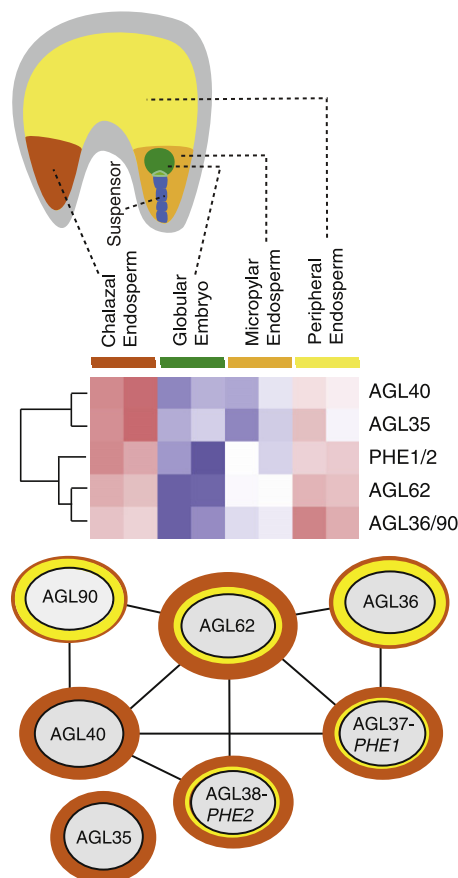 Suspensor
Chalazal
Endosperm
Globular
Embryo
Micropylar
Endosperm
Peripheral
Endosperm
AGL40
AGL35
PHE1/2
AGL62
AGL36/90
AGL90
AGL62
AGL36
AGL40
AGL37-
PHE1
AGL38-
PHE2
AGL35